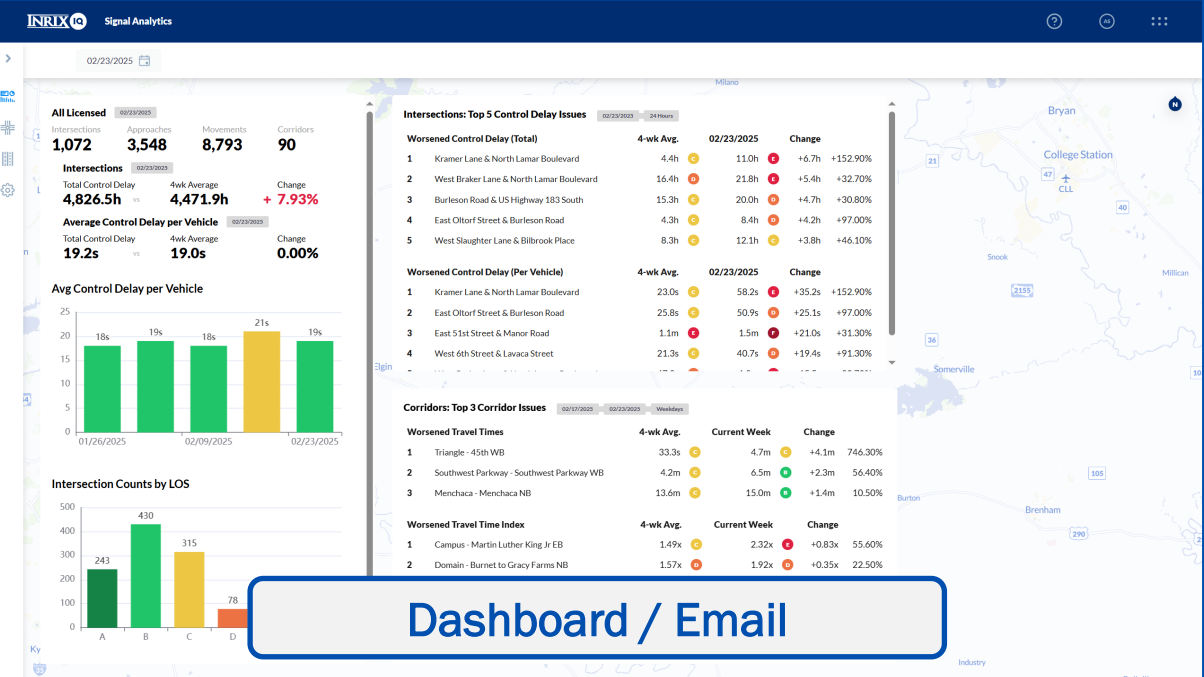 INRIX IQ Signal Analytics
AS
02/23/2025
All Licensed 02/23/2025
Intersections Approaches Movements Corridors
1,072 3,548 8,793 90
Intersections 02/23/2025
Total Control Delay 4wk Average Change
4,826.5h vs 4,471.9h + 7.93%
Average Control Delay per Vehicle 02/23/2025
Total Control Delay 4wk Average Change
19.2s vs 19.0s 0.00%
Avg Control Delay per Vehicle
25
20
15
10
5
0
18s 19s 18s 21s 19s
01/26/2025 02/09/2025 02/23/2025
Intersection Counts by LOS
500
400
300
200
100
0
243 430 315 78
A B C D
Intersections: Top 5 Control Delay Issues 02/23/2025 24 Hours
Worsened Control Delay (Total) 4-wk Avg. 02/23/2025 Change
1 Kramer Lane & North Lamar Boulevard 4.4h C 11.0h E +6.7h +152.90%
2 West Braker Lane & North Lamar Boulevard 16.4h D 21.8h E +5.4h +32.70%
3 Burleson Road & US Highway 183 South 15.3h C 20.0h D +4.7h +30.80%
4 East Oltorf Street & Burleson Road 4.3h C 8.4h D +4.2h +97.00%
5 West Slaughter Lane & Bilbrook Place 8.3h C 12.1h C +3.8h +46.10%
Worsened Control Delay (Per Vehicle) 4-wk Avg. 02/23/2025 Change
1 Kramer Lane & North Lamar Boulevard 23.0s C 58.2s E +35.2s +152.90%
2 East Oltorf Street & Burleson Road 25.8s C 50.9s D +25.1s +97.00%
3 East 51st Street & Manor Road 1.1m E 1.5m F +21.0s +31.30%
4 West 6th Street & Lavaca Street 21.3s C 40.7s D +19.4s +91.30%
Corridors: Top 3 Corridor Issues 02/17/2025 02/23/2025 Weekdays
Worsened Travel Times 4-wk Avg. Current Week Change
1 Triangle - 45th WB 33.3s C 4.7m C +4.1m 746.30%
2 Southwest Parkway - Southwest Parkway WB 4.2m C 6.5m B +2.3m 56.40%
3 Menchaca - Menchaca NB 13.6m C 15.0m B +1.4m 10.50%
Worsened Travel Time Index 4-wk Avg. Current Week Change
1 Campus - Martin Luther King Jr EB 1.49x C 2.32x E +0.83x 55.60%
2 Domain - Burnet to Gracy Farms NB 1.57x D 1.92x D +0.35x 22.50%
Dashboard / Email
Milano
N
Bryan
21
College Station
47
CLL
40
Snook
Millican
2155
36
Elgin
Somerville
105
Burton
Brenham
290
Industry
Ky